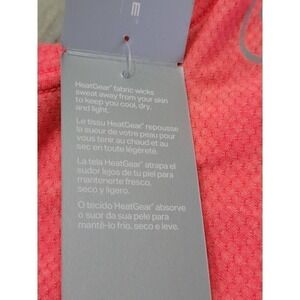 HeatGear® fabric wicks
sweat away from your skin
to keep you cool, dry,
and light.
Le tissu HeatGear® repousse
la sueur de votre peau pour
vous tenir au chaud et au
sec en toute légèreté.
La tela HeatGear® atrapa el
sudor lejos de tu piel para
mantenerte fresco,
seco y ligero.
O tecido HeatGear® absorve
o suor da sua pele para
mantê-lo frio, seco e leve.